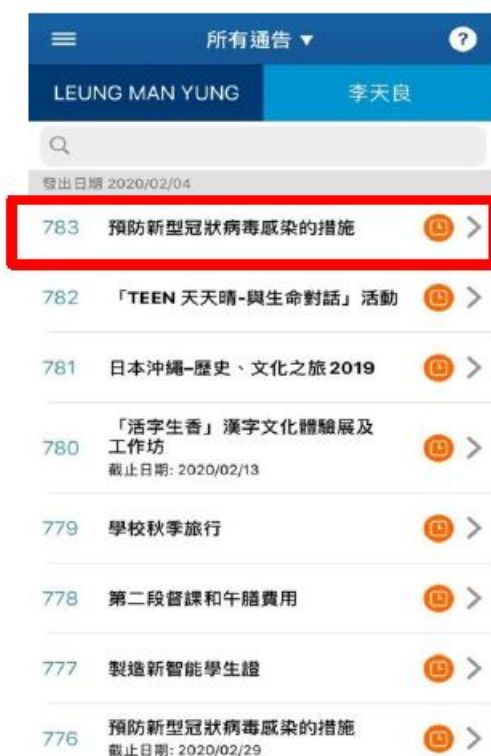 所有通告 ▼
?
LEUNG MAN YUNG
李天良
發出日期 2020/02/04
783 預防新型冠狀病毒感染的措施
782 「TEEN 天天晴-與生命對話」活動
781 日本沖繩–歷史、文化之旅 2019
780 「活字生香」漢字文化體驗展及
工作坊
截止日期: 2020/02/13
779 學校秋季旅行
778 第二段督課和午膳費用
777 製造新智能學生證
776 預防新型冠狀病毒感染的措施
截止日期: 2020/02/29